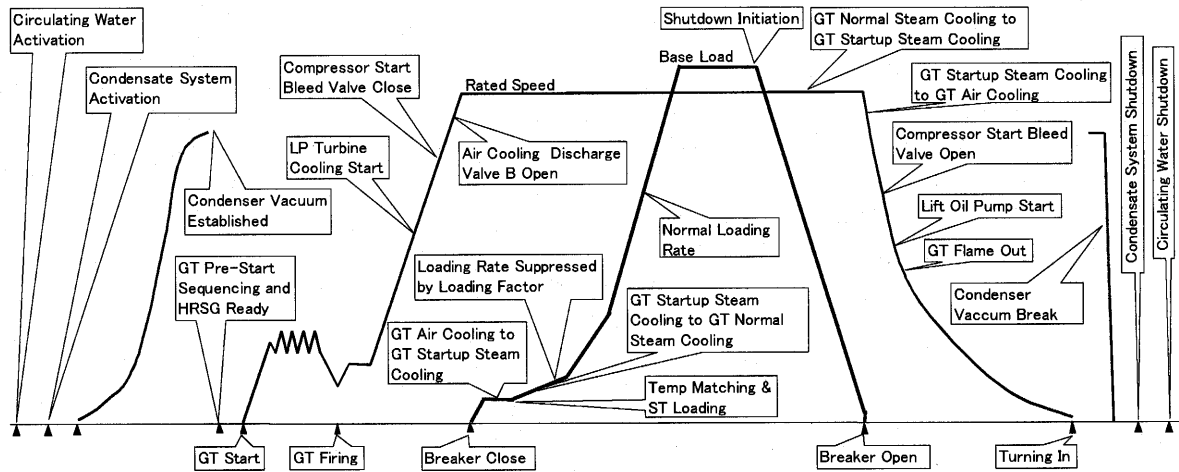 Circulating Water
Activation
Condensate System
Activation
Condenser Vacuum
Established
GT Pre-Start
Sequencing and
HRSG Ready
GT Start
GT Firing
Compressor Start
Bleed Valve Close
LP Turbine
Cooling Start
Rated Speed
Air Cooling Discharge
Valve B Open
Loading Rate Suppressed
by Loading Factor
GT Air Cooling to
GT Startup Steam
Cooling
Breaker Close
GT Startup Steam
Cooling to GT Normal
Steam Cooling
Temp Matching &
ST Loading
Normal Loading
Rate
Base Load
Shutdown Initiation
GT Normal Steam Cooling to
GT Startup Steam Cooling
GT Startup Steam Cooling
to GT Air Cooling
Compressor Start Bleed
Valve Open
Lift Oil Pump Start
GT Flame Out
Condenser
Vaccum Break
Breaker Open
Turning In
Condensate System Shutdown
Circulating Water Shutdown